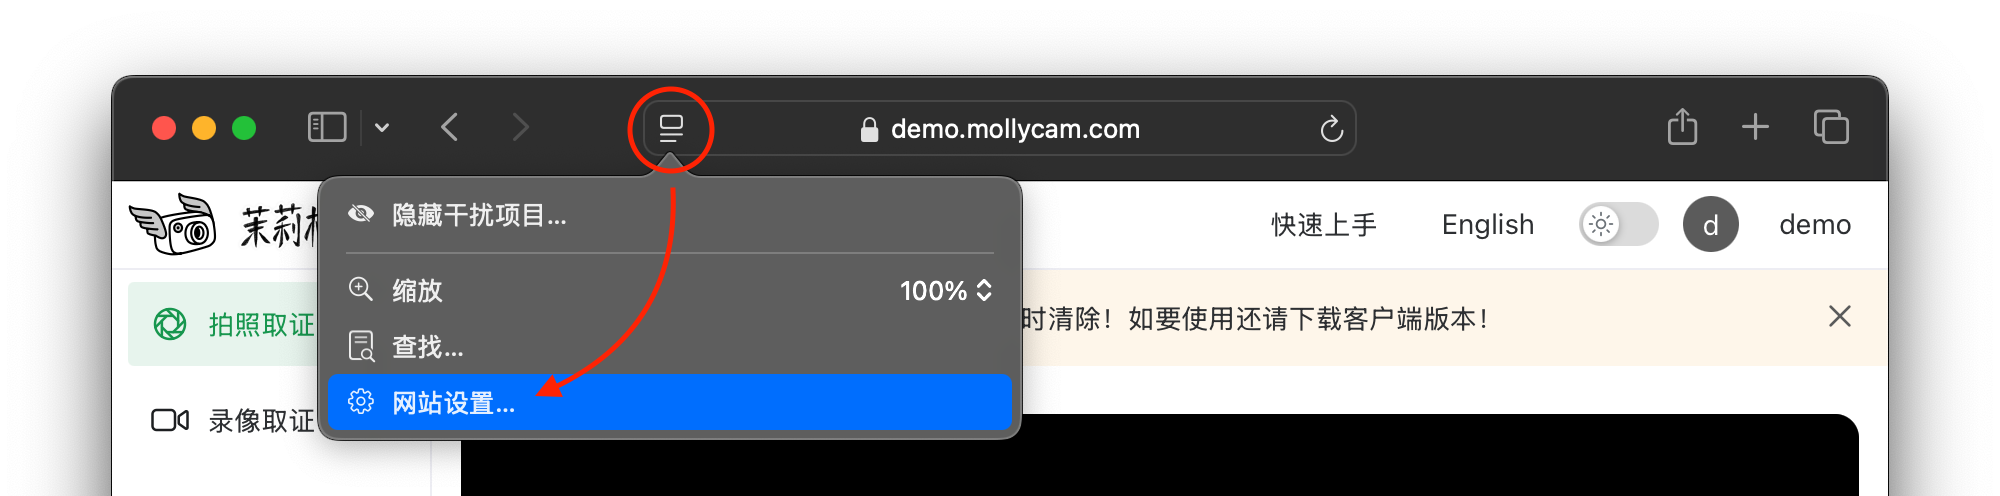 demo.mollycam.com
茉莉
快速上手
English
d
demo
隐藏干扰项目...
缩放
100%
查找...
网站设置...
拍照取证
时清除！如要使用还请下载客户端版本！
录像取证